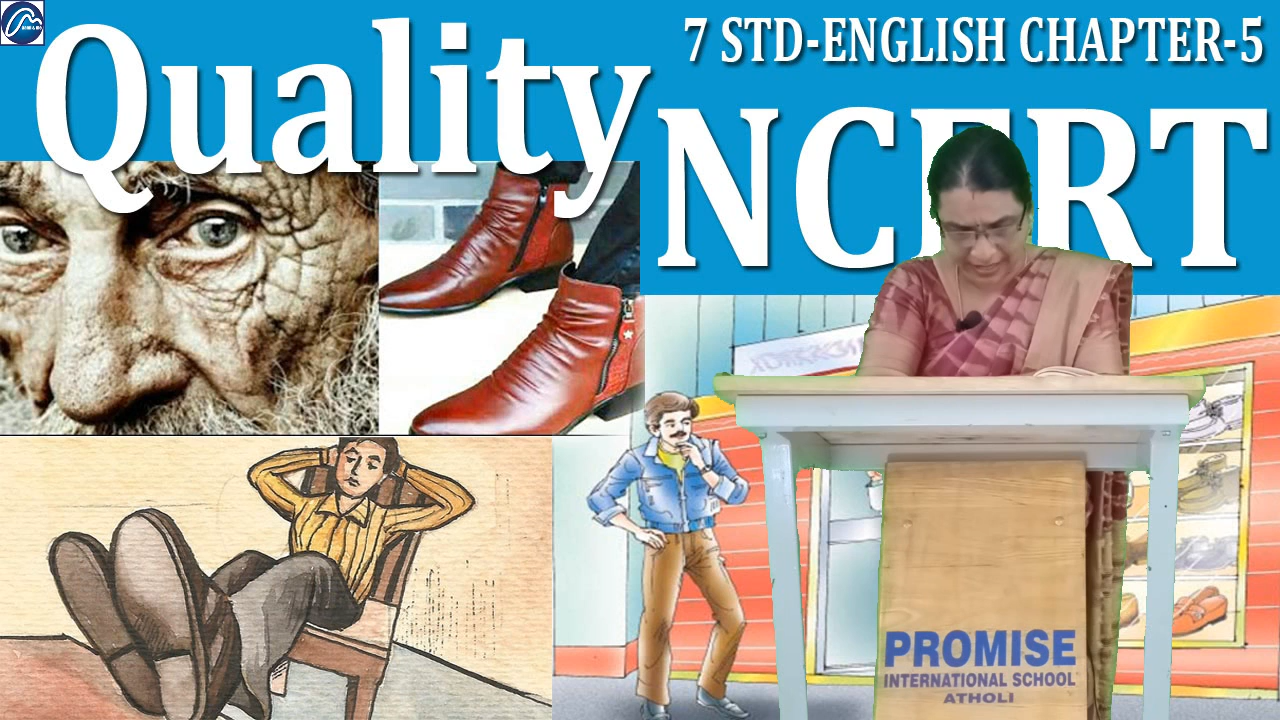 Quality
7 STD-ENGLISH CHAPTER-5
NCERT
PROMISE
INTERNATIONAL SCHOOL
ATHOLI